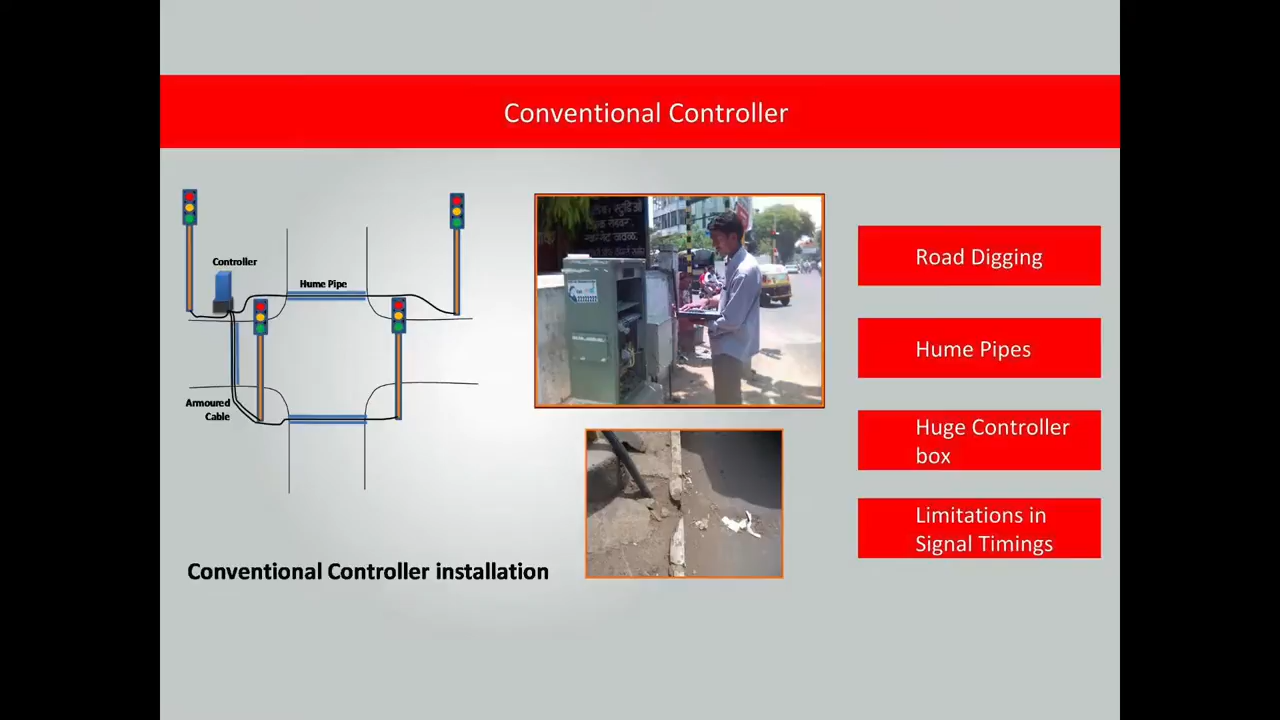 Conventional Controller
Controller
Hume Pipe
Armoured
Cable
Conventional Controller installation
Road Digging
Hume Pipes
Huge Controller
box
Limitations in
Signal Timings